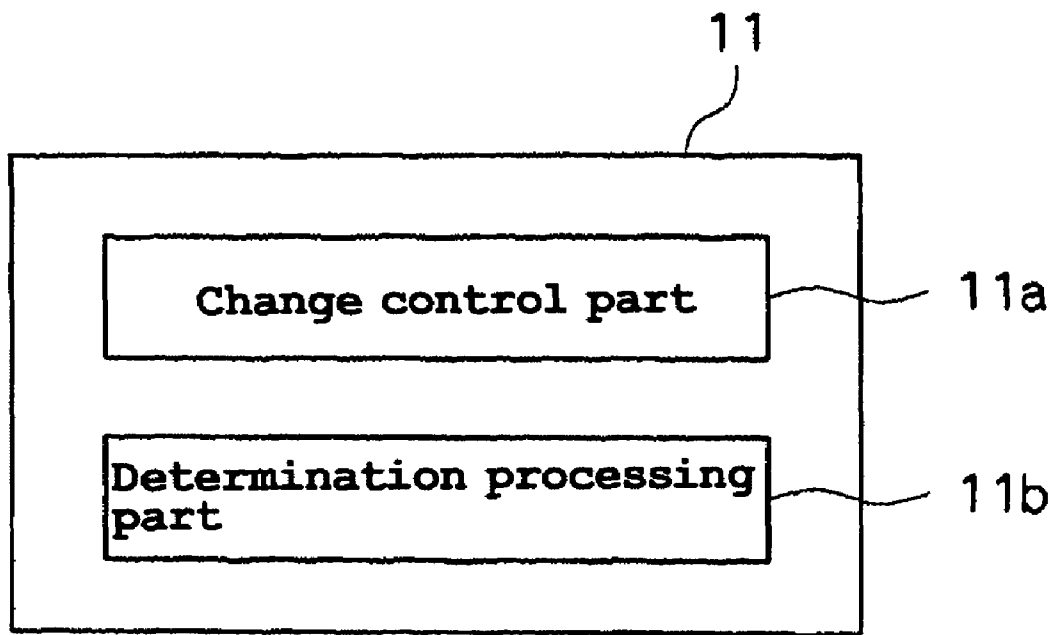 11
Change control part
11a
Determination processing
part
11b